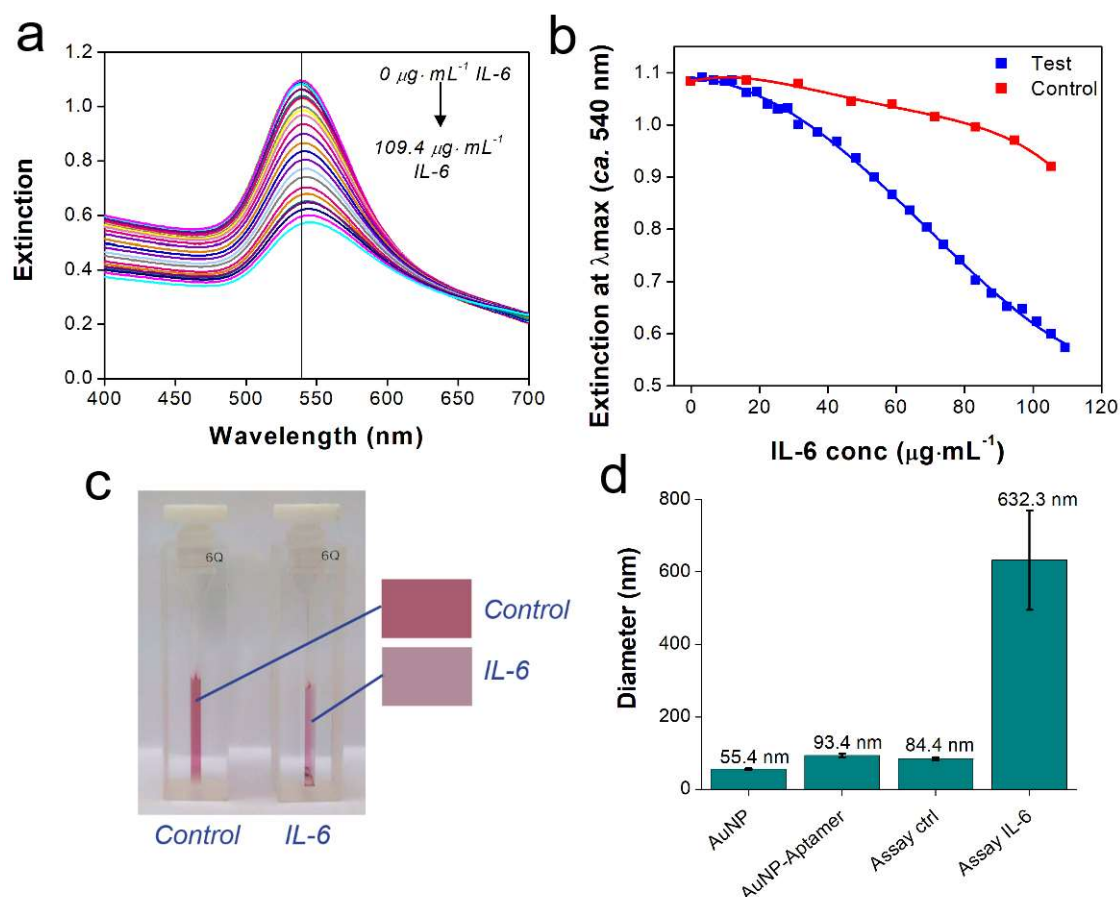 a
Extinction
1.2
1.0
0.8
0.6
0.4
0.2
0.0
0 μg·mL⁻¹ IL-6
109.4 μg·mL⁻¹
IL-6
400 450 500 550 600 650 700
Wavelength (nm)
b
Extinction at λmax (ca. 540 nm)
1.1
1.0
0.9
0.8
0.7
0.6
0.5
Test
Control
0 20 40 60 80 100 120
IL-6 conc (μg·mL⁻¹)
c
6Q
6Q
Control
IL-6
Control
IL-6
d
Diameter (nm)
800
600
400
200
0
55.4 nm
93.4 nm
84.4 nm
632.3 nm
AuNP
AuNP-Aptamer
Assay ctrl
Assay IL-6